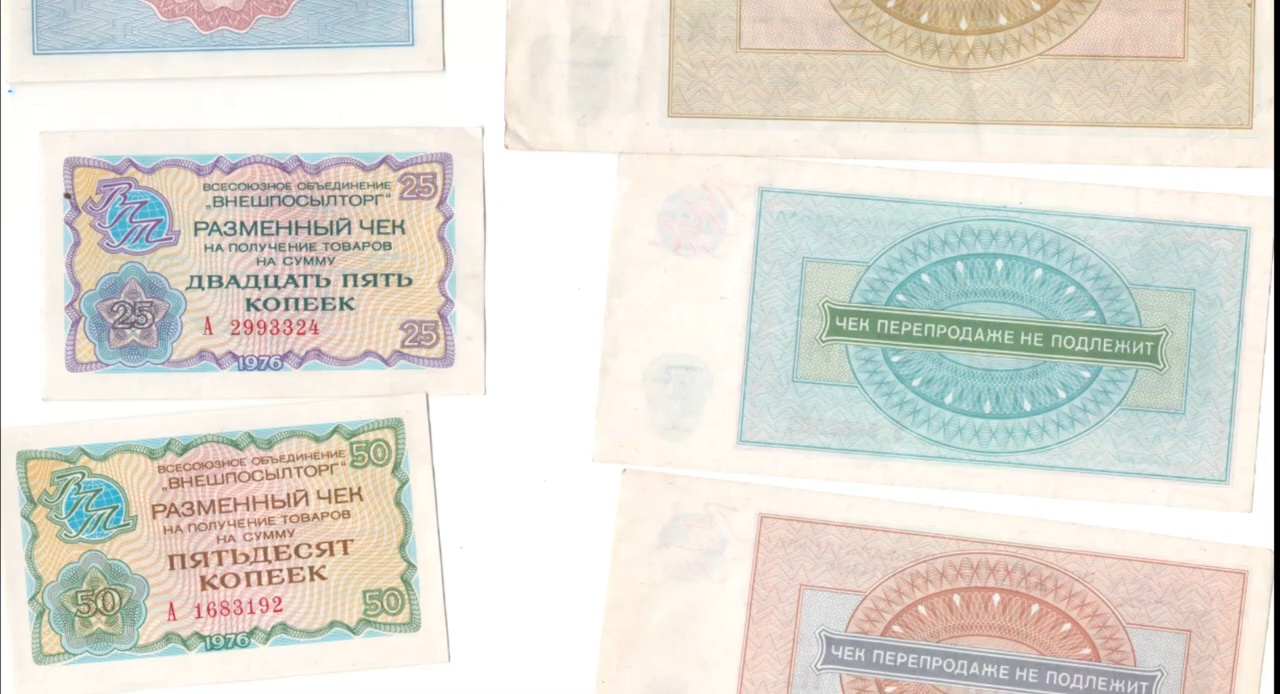 ВСЕСОЮЗНОЕ ОБЪЕДИНЕНИЕ
„ВНЕШПОСЫЛТОРГ“
25
РАЗМЕННЫЙ ЧЕК
НА ПОЛУЧЕНИЕ ТОВАРОВ
НА СУММУ
ДВАДЦАТЬ ПЯТЬ
КОПЕЕК
25
А 2993324
25
1976
ВПТ
ВСЕСОЮЗНОЕ ОБЪЕДИНЕНИЕ
„ВНЕШПОСЫЛТОРГ“
50
РАЗМЕННЫЙ ЧЕК
НА ПОЛУЧЕНИЕ ТОВАРОВ
НА СУММУ
ПЯТЬДЕСЯТ
КОПЕЕК
50
А 1683192
50
1976
ВПТ
ЧЕК ПЕРЕПРОДАЖЕ НЕ ПОДЛЕЖИТ
ЧЕК ПЕРЕПРОДАЖЕ НЕ ПОДЛЕЖИТ